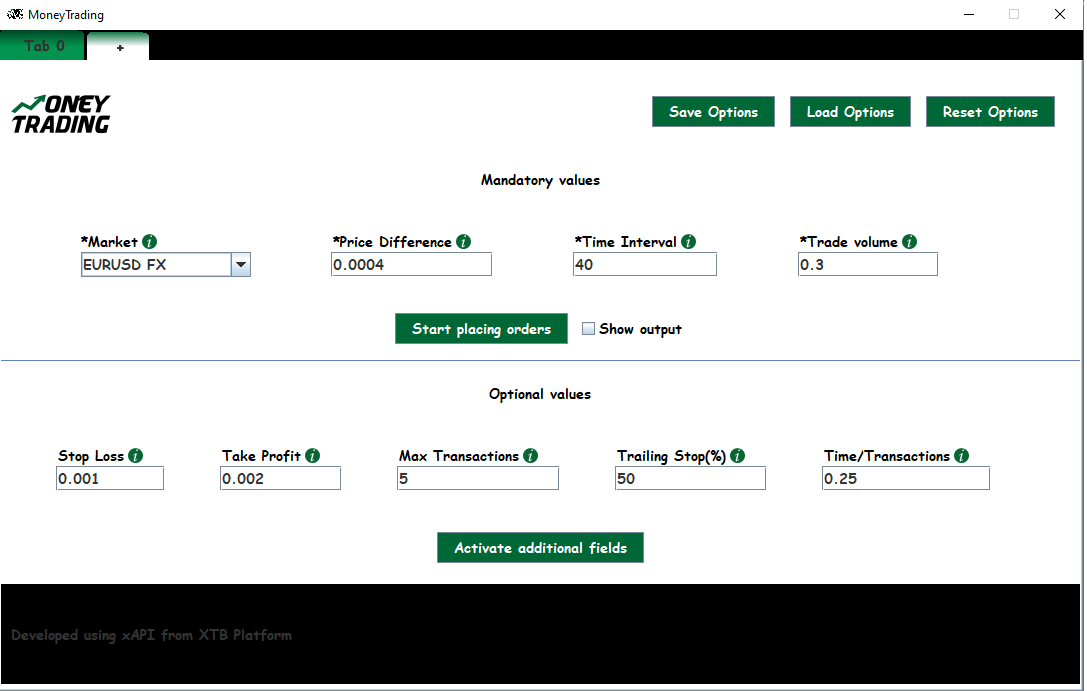 MoneyTrading
Tab 0
+
ONEY
TRADING
Save Options
Load Options
Reset Options
Mandatory values
*Market
*Price Difference
*Time Interval
*Trade volume
EURUSD FX
0.0004
40
0.3
Start placing orders
Show output
Optional values
Stop Loss
Take Profit
Max Transactions
Trailing Stop(%)
Time/Transactions
0.001
0.002
5
50
0.25
Activate additional fields
Developed using xAPI from XTB Platform